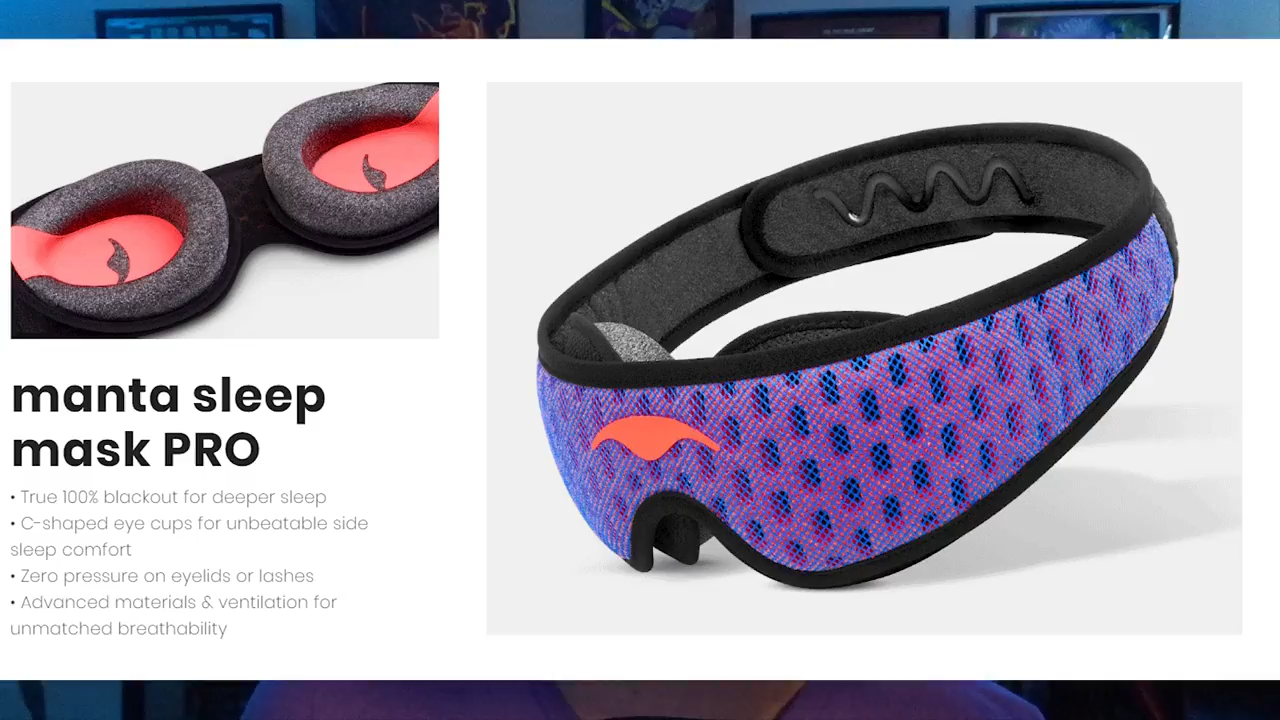 manta sleep
mask PRO
• True 100% blackout for deeper sleep
• C-shaped eye cups for unbeatable side
sleep comfort
• Zero pressure on eyelids or lashes
• Advanced materials & ventilation for
unmatched breathability